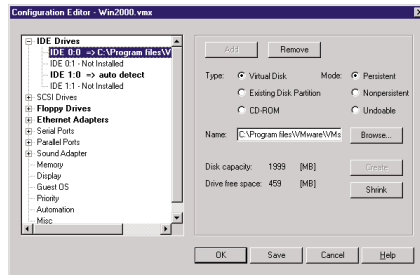 Configuration Editor - Win2000.vmx
IDE Drives
IDE 0:0 => C:\Program files\V
IDE 0:1 - Not Installed
IDE 1:0 => auto detect
IDE 1:1 - Not Installed
SCSI Drives
Floppy Drives
Ethernet Adapters
Serial Ports
Parallel Ports
Sound Adapter
Memory
Display
Guest OS
Priority
Automation
Misc
Add Remove
Type: Virtual Disk Mode: Persistent
Existing Disk Partition Nonpersistent
CD-ROM Undoable
Name: C:\Program files\VMware\VMs Browse...
Disk capacity: 1999 [MB] Create
Drive free space: 459 [MB] Shrink
OK Save Cancel Help